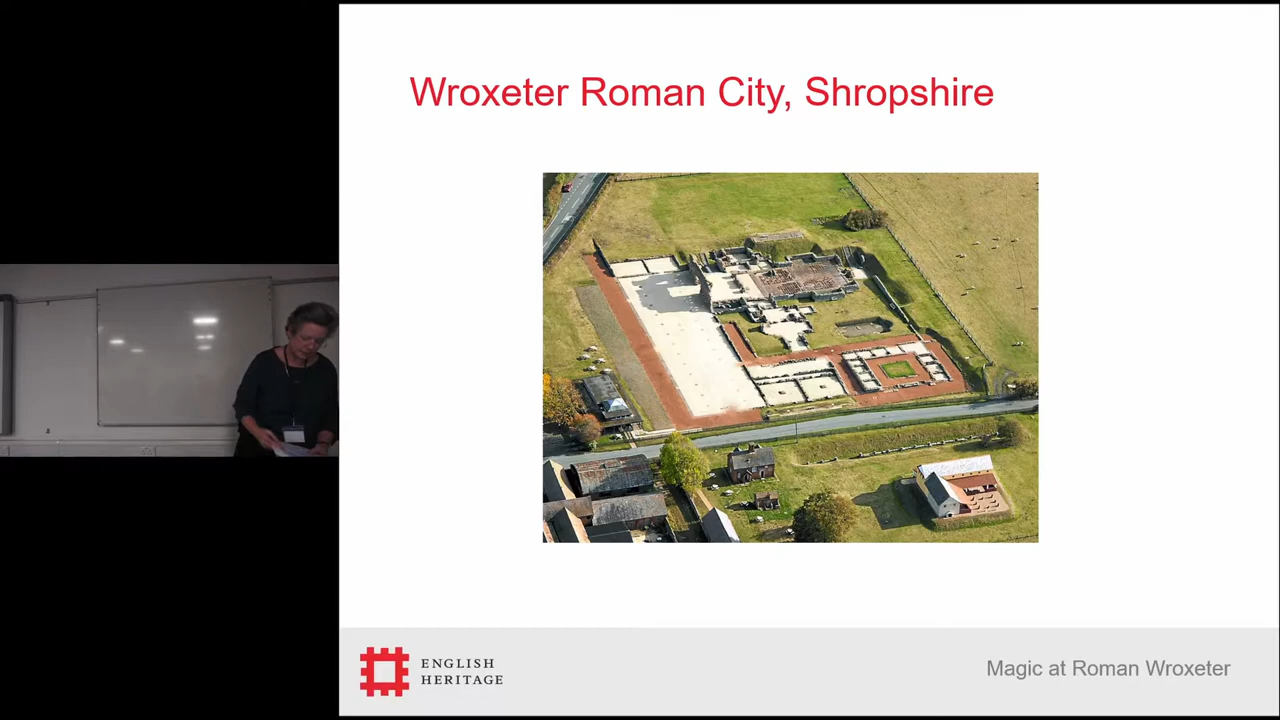 Wroxeter Roman City, Shropshire
ENGLISH
HERITAGE
Magic at Roman Wroxeter